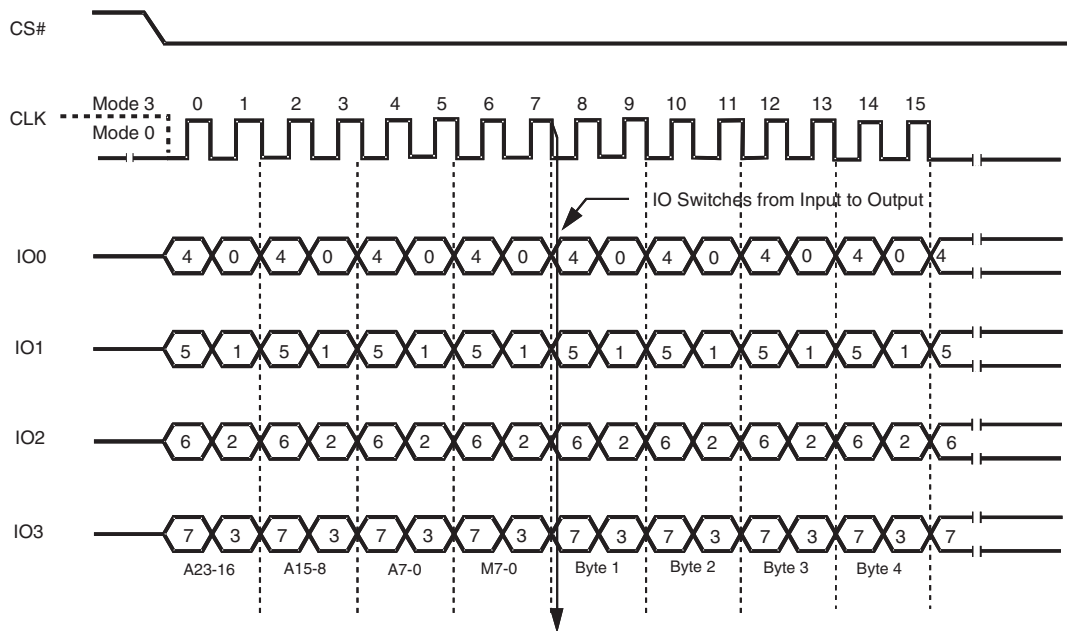 CS#
Mode 3 0 1 2 3 4 5 6 7 8 9 10 11 12 13 14 15
CLK
Mode 0
IO Switches from Input to Output
IO0 4 0 4 0 4 0 4 0 4 0 4 0 4 0 4 0 4
IO1 5 1 5 1 5 1 5 1 5 1 5 1 5 1 5 1 5
IO2 6 2 6 2 6 2 6 2 6 2 6 2 6 2 6 2 6
IO3 7 3 7 3 7 3 7 3 7 3 7 3 7 3 7 3 7
A23-16 A15-8 A7-0 M7-0 Byte 1 Byte 2 Byte 3 Byte 4